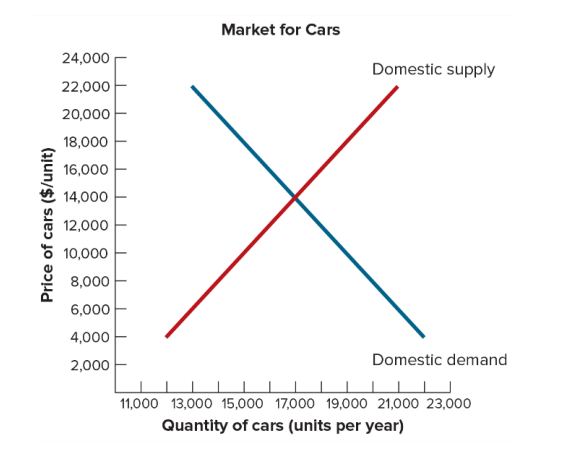 Market for Cars
24,000
Domestic supply
22,000
20,000
18,000
16,000
14,000
12,000
10,000
8,000
6,000
4,000
2,000
Domestic demand
Price of cars ($/unit)
11,000 13,000 15,000 17,000 19,000 21,000 23,000
Quantity of cars (units per year)